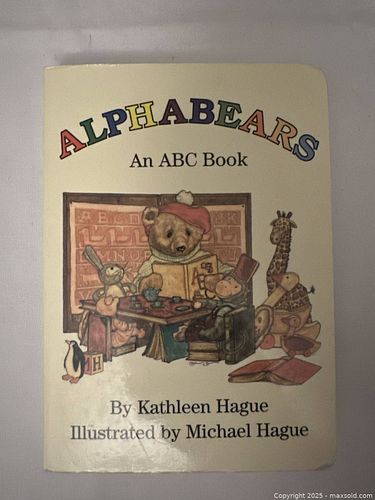 ALPHABEARS
An ABC Book
H
By Kathleen Hague
Illustrated by Michael Hague
Copyright 2025 - maxsold.com